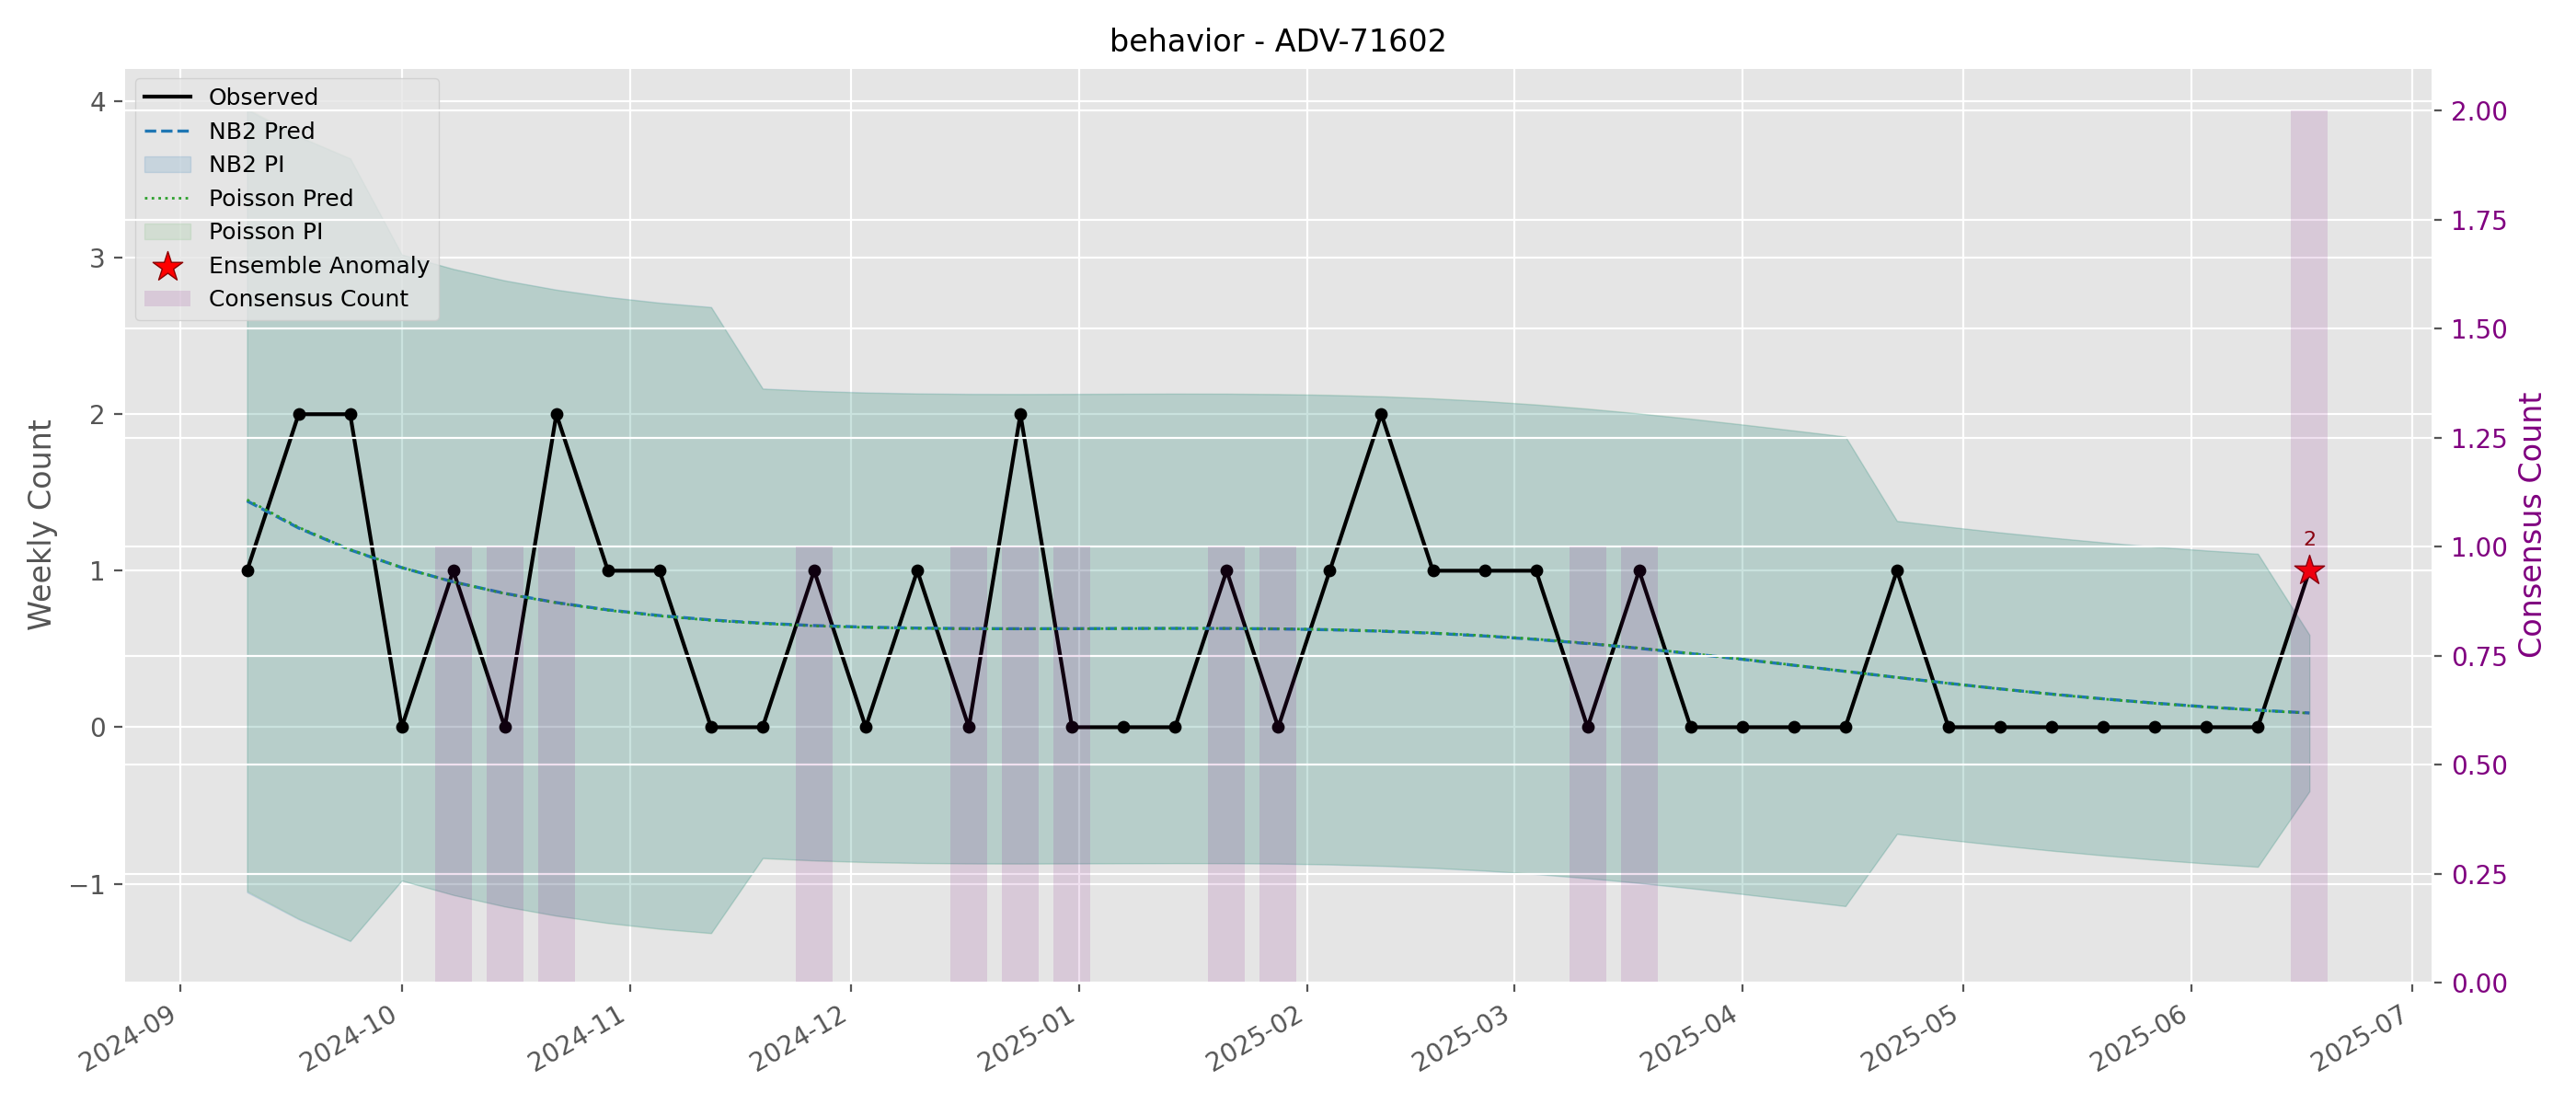 behavior - ADV-71602
Observed
NB2 Pred
NB2 PI
Poisson Pred
Poisson PI
Ensemble Anomaly
Consensus Count
Weekly Count
4
3
2
1
0
−1
2.00
1.75
1.50
1.25
1.00
0.75
0.50
0.25
0.00
Consensus Count
2
2024-09
2024-10
2024-11
2024-12
2025-01
2025-02
2025-03
2025-04
2025-05
2025-06
2025-07